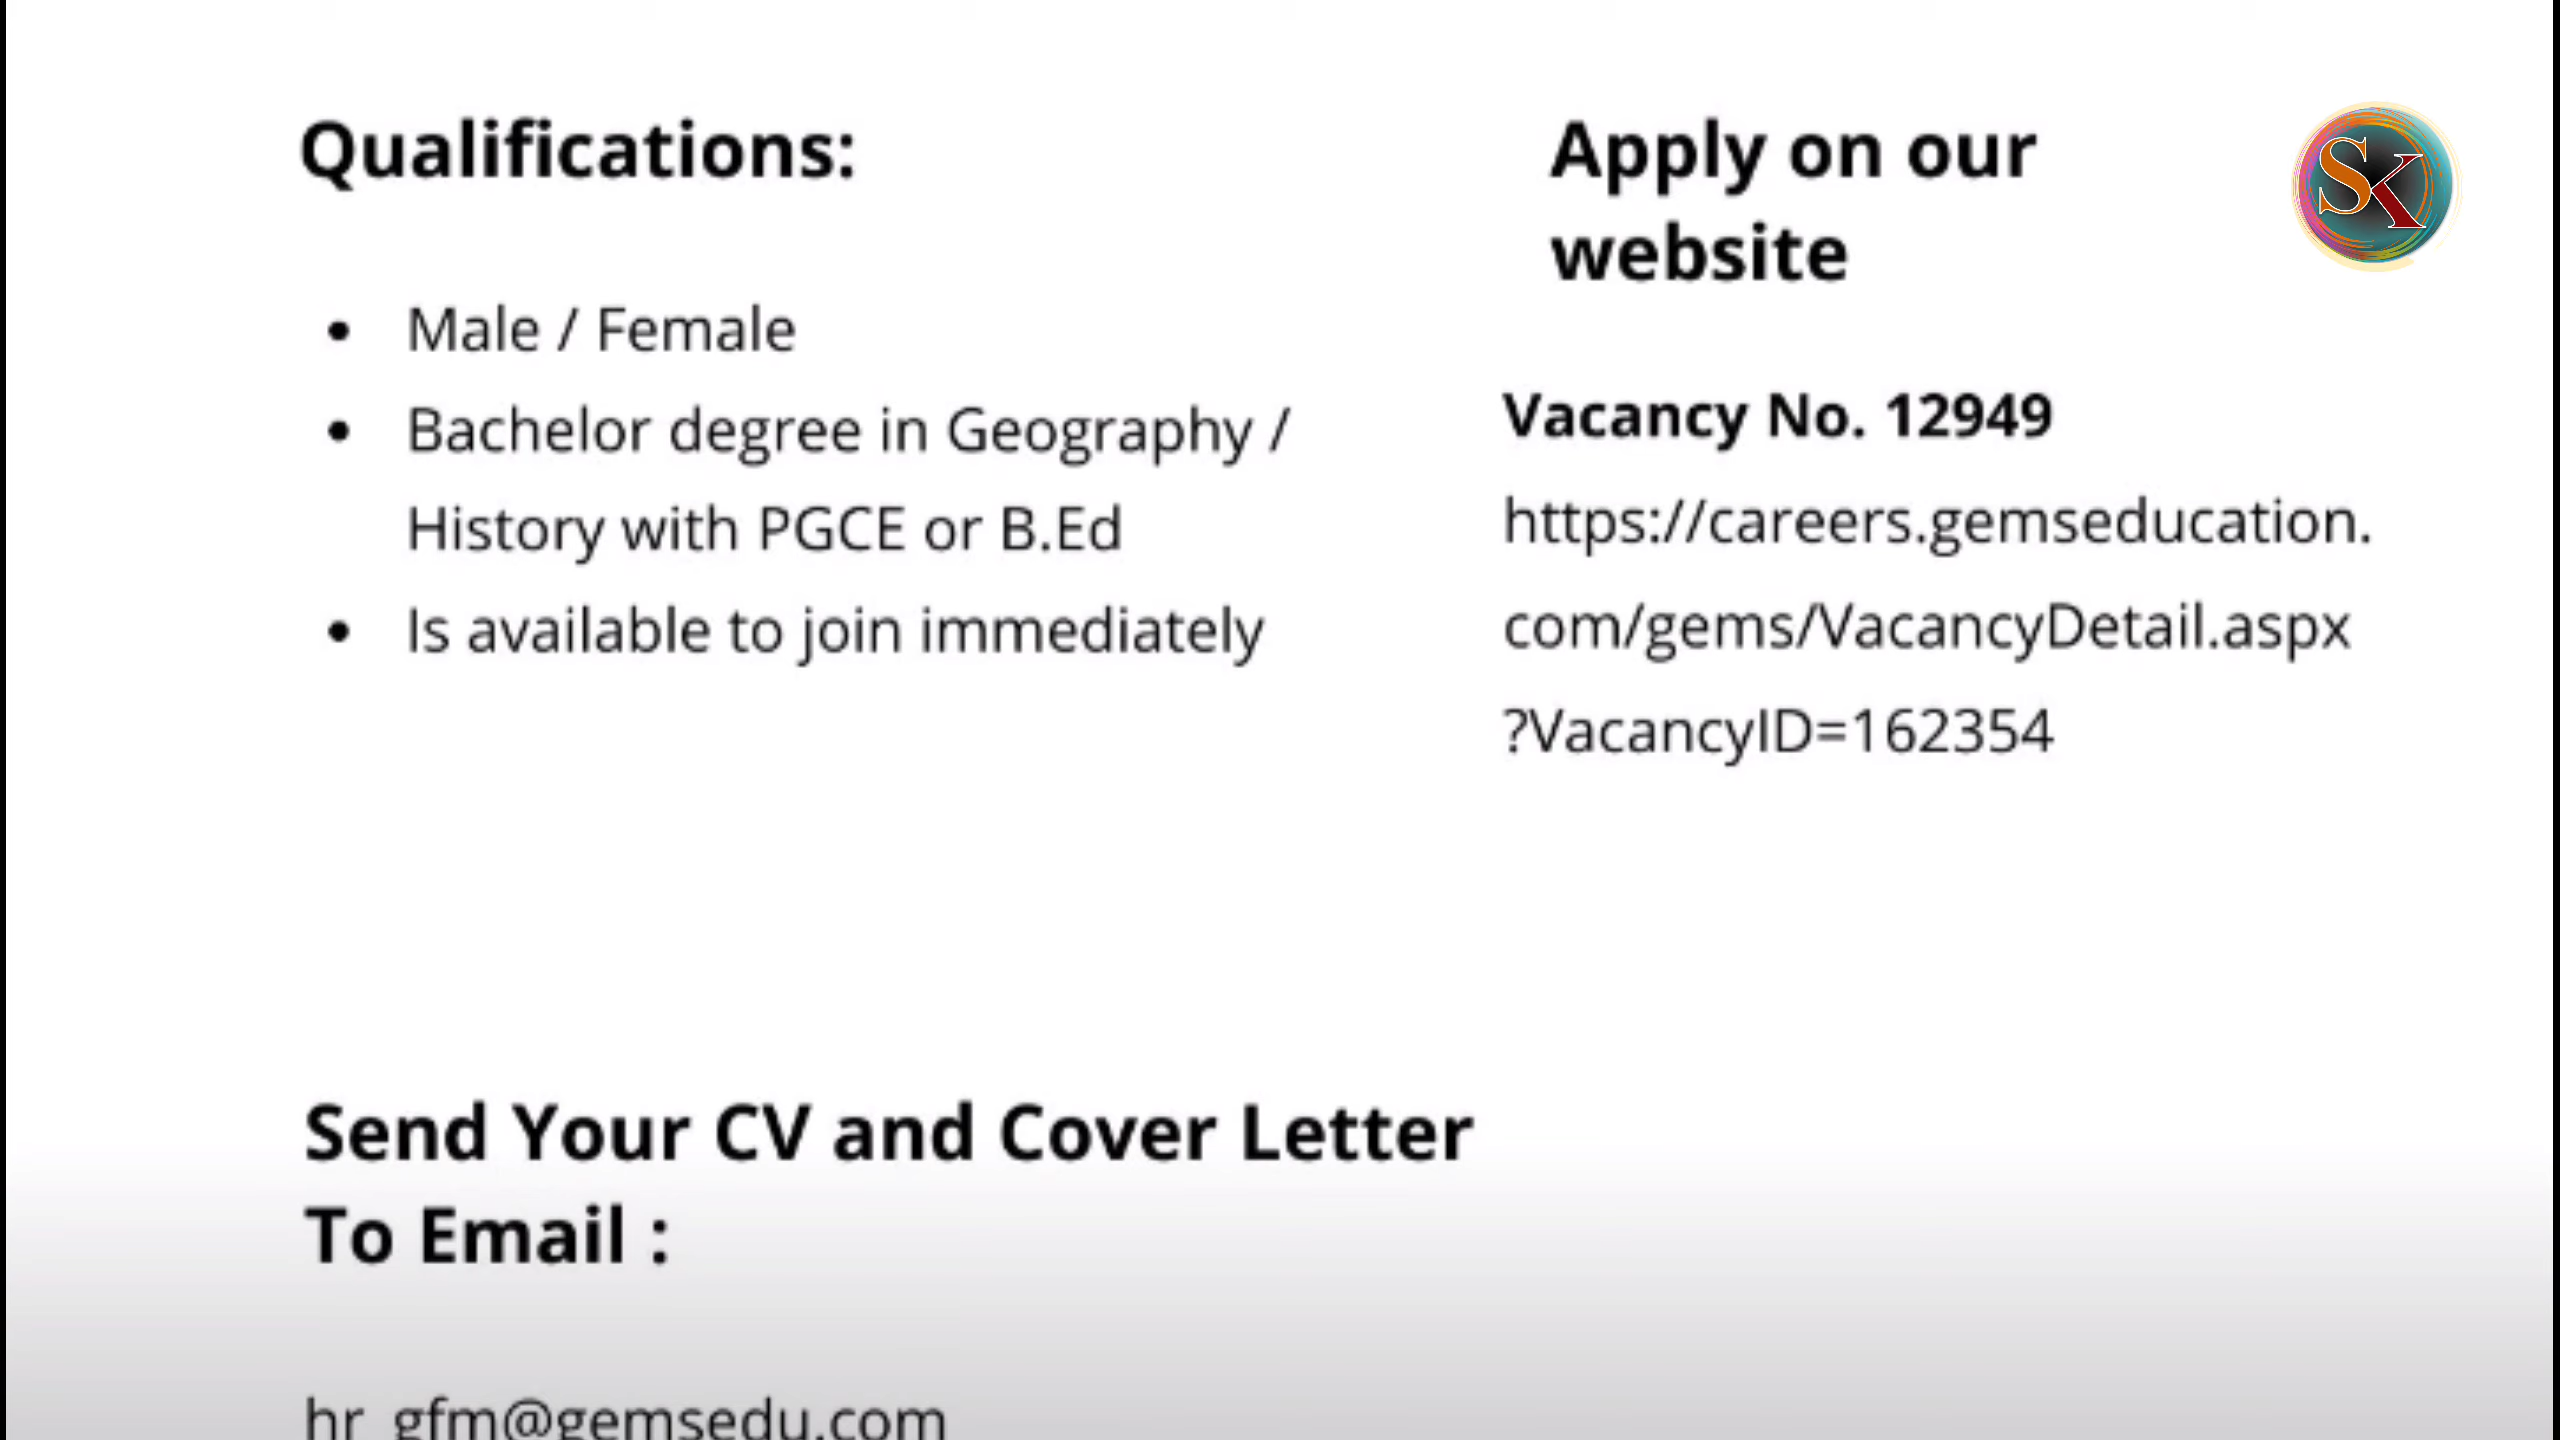 Qualifications:
• Male / Female
• Bachelor degree in Geography /
History with PGCE or B.Ed
• Is available to join immediately
Apply on our
website
SK
Vacancy No. 12949
https://careers.gemseducation.
com/gems/VacancyDetail.aspx
?VacancyID=162354
Send Your CV and Cover Letter
To Email :
hr_gfm@gemsedu.com